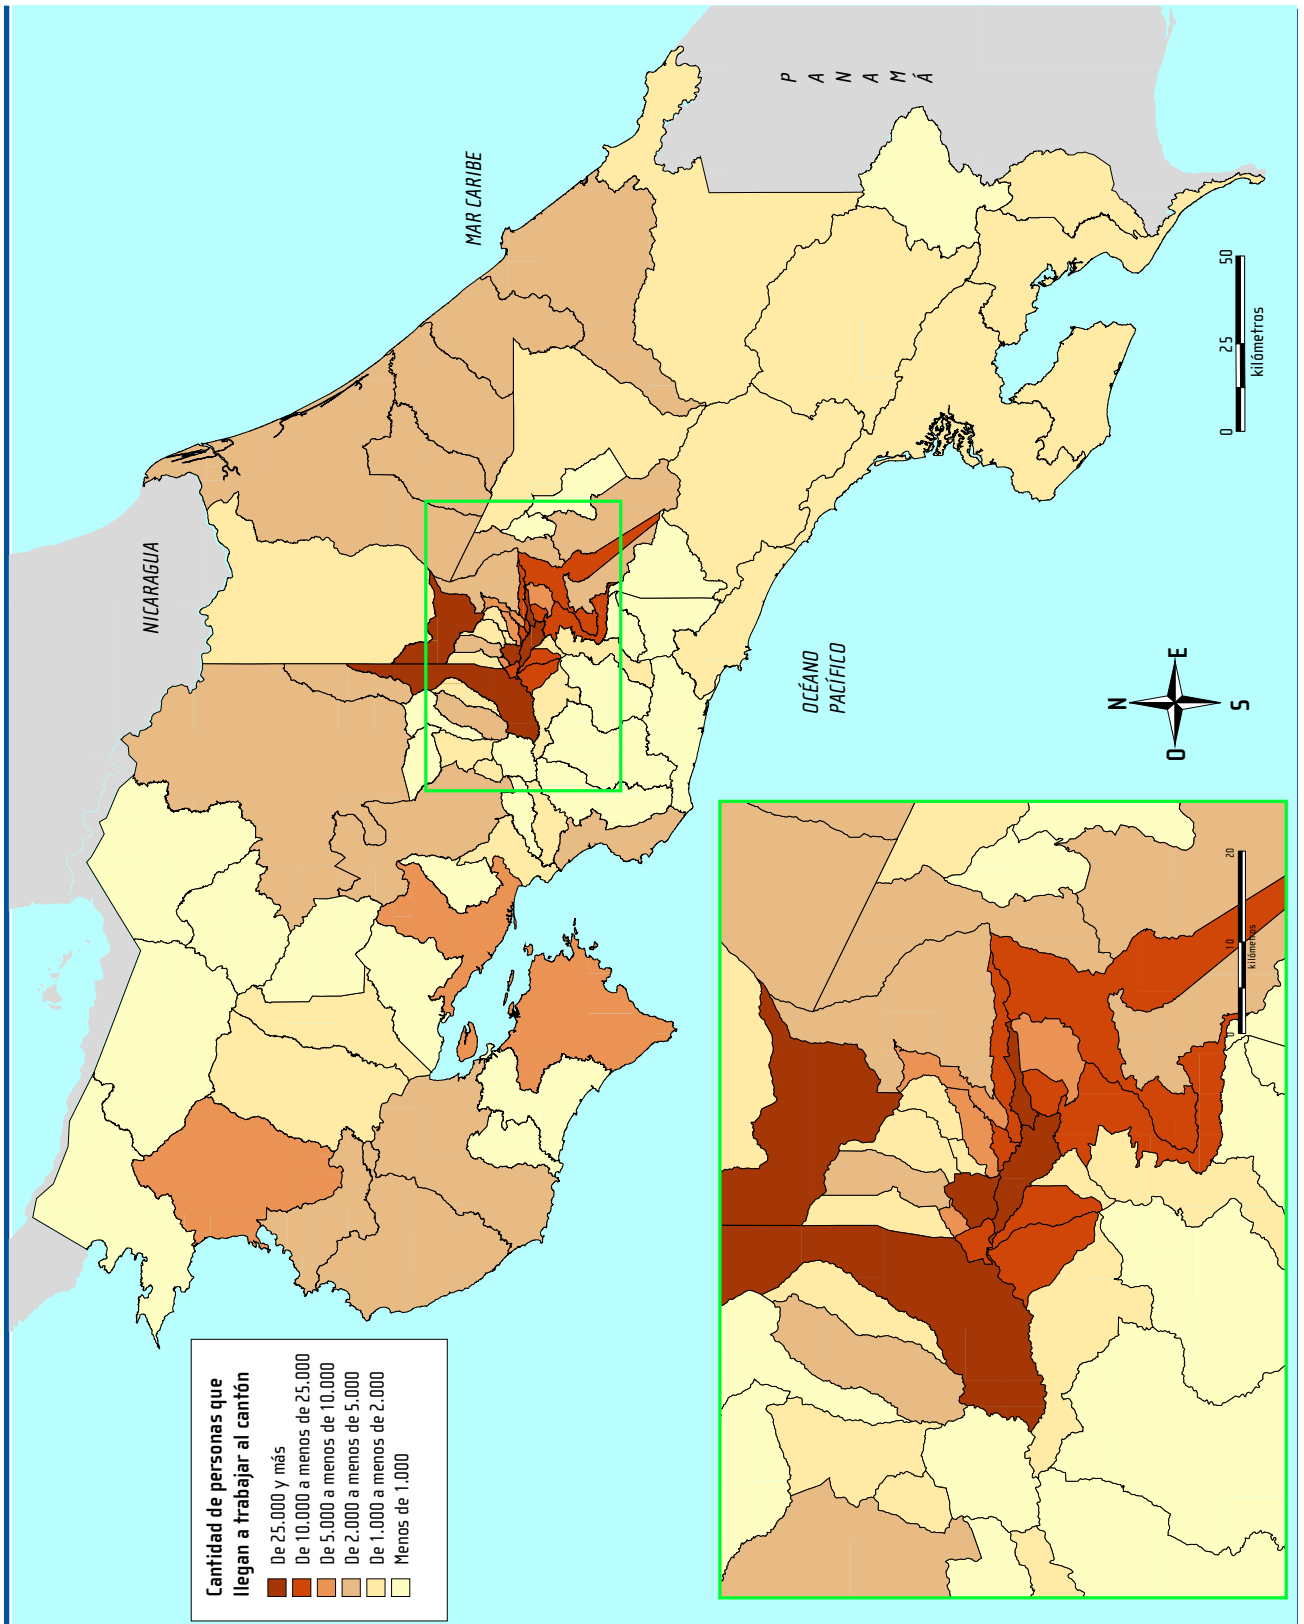 Cantidad de personas que
llegan a trabajar al cantón
De 25.000 y más
De 10.000 a menos de 25.000
De 5.000 a menos de 10.000
De 2.000 a menos de 5.000
De 1.000 a menos de 2.000
Menos de 1.000
NICARAGUA
MAR CARIBE
PANAMÁ
OCÉANO
PACÍFICO
N
O
E
S
0 25 50
kilómetros
0 10 20
kilómetros